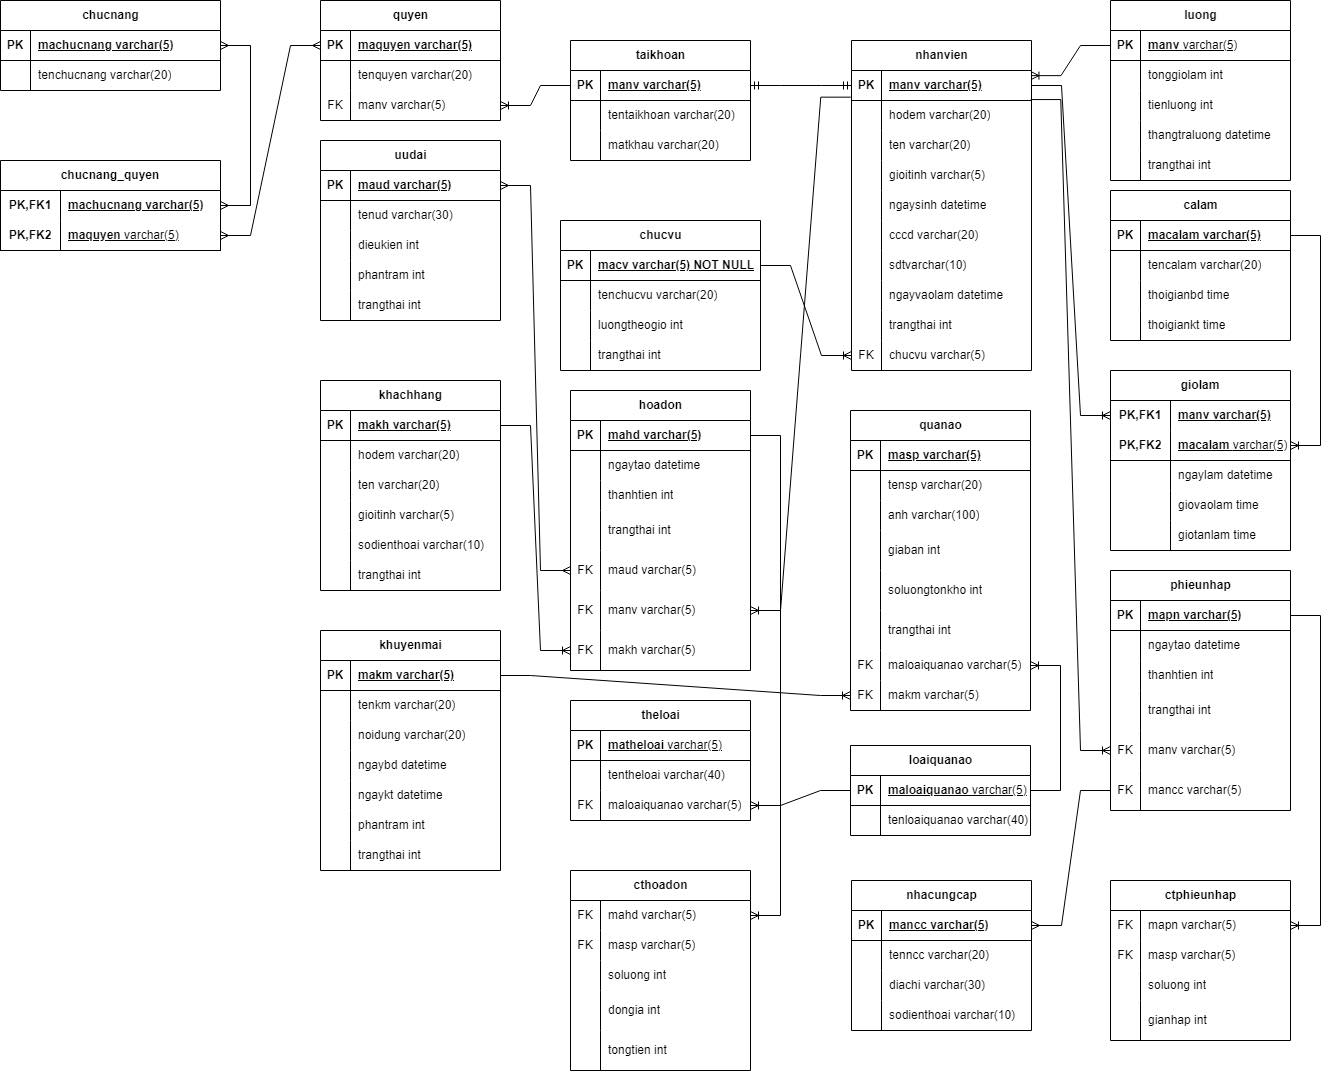 chucnang
PK machucnang varchar(5)
tenchucnang varchar(20)
chucnang_quyen
PK,FK1 machucnang varchar(5)
PK,FK2 maquyen varchar(5)
quyen
PK maquyen varchar(5)
tenquyen varchar(20)
FK manv varchar(5)
uudai
PK maud varchar(5)
tenud varchar(30)
dieukien int
phantram int
trangthai int
khachhang
PK makh varchar(5)
hodem varchar(20)
ten varchar(20)
gioitinh varchar(5)
sodienthoai varchar(10)
trangthai int
khuyenmai
PK makm varchar(5)
tenkm varchar(20)
noidung varchar(20)
ngaybd datetime
ngaykt datetime
phantram int
trangthai int
taikhoan
PK manv varchar(5)
tentaikhoan varchar(20)
matkhau varchar(20)
chucvu
PK macv varchar(5) NOT NULL
tenchucvu varchar(20)
luongtheogio int
trangthai int
hoadon
PK mahd varchar(5)
ngaytao datetime
thanhtien int
trangthai int
FK maud varchar(5)
FK manv varchar(5)
FK makh varchar(5)
theloai
PK matheloai varchar(5)
tentheloai varchar(40)
FK maloaiquanao varchar(5)
cthoadon
FK mahd varchar(5)
FK masp varchar(5)
soluong int
dongia int
tongtien int
nhanvien
PK manv varchar(5)
hodem varchar(20)
ten varchar(20)
gioitinh varchar(5)
ngaysinh datetime
cccd varchar(20)
sdtvarchar(10)
ngayvaolam datetime
trangthai int
FK chucvu varchar(5)
quanao
PK masp varchar(5)
tensp varchar(20)
anh varchar(100)
giaban int
soluongtonkho int
trangthai int
FK maloaiquanao varchar(5)
FK makm varchar(5)
loaiquanao
PK maloaiquanao varchar(5)
tenloaiquanao varchar(40)
nhacungcap
PK mancc varchar(5)
tenncc varchar(20)
diachi varchar(30)
sodienthoai varchar(10)
luong
PK manv varchar(5)
tonggiolam int
tienluong int
thangtraluong datetime
trangthai int
calam
PK macalam varchar(5)
tencalam varchar(20)
thoigianbd time
thoigiankt time
giolam
PK,FK1 manv varchar(5)
PK,FK2 macalam varchar(5)
ngaylam datetime
giovaolam time
giotanlam time
phieunhap
PK mapn varchar(5)
ngaytao datetime
thanhtien int
trangthai int
FK manv varchar(5)
FK mancc varchar(5)
ctphieunhap
FK mapn varchar(5)
FK masp varchar(5)
soluong int
gianhap int